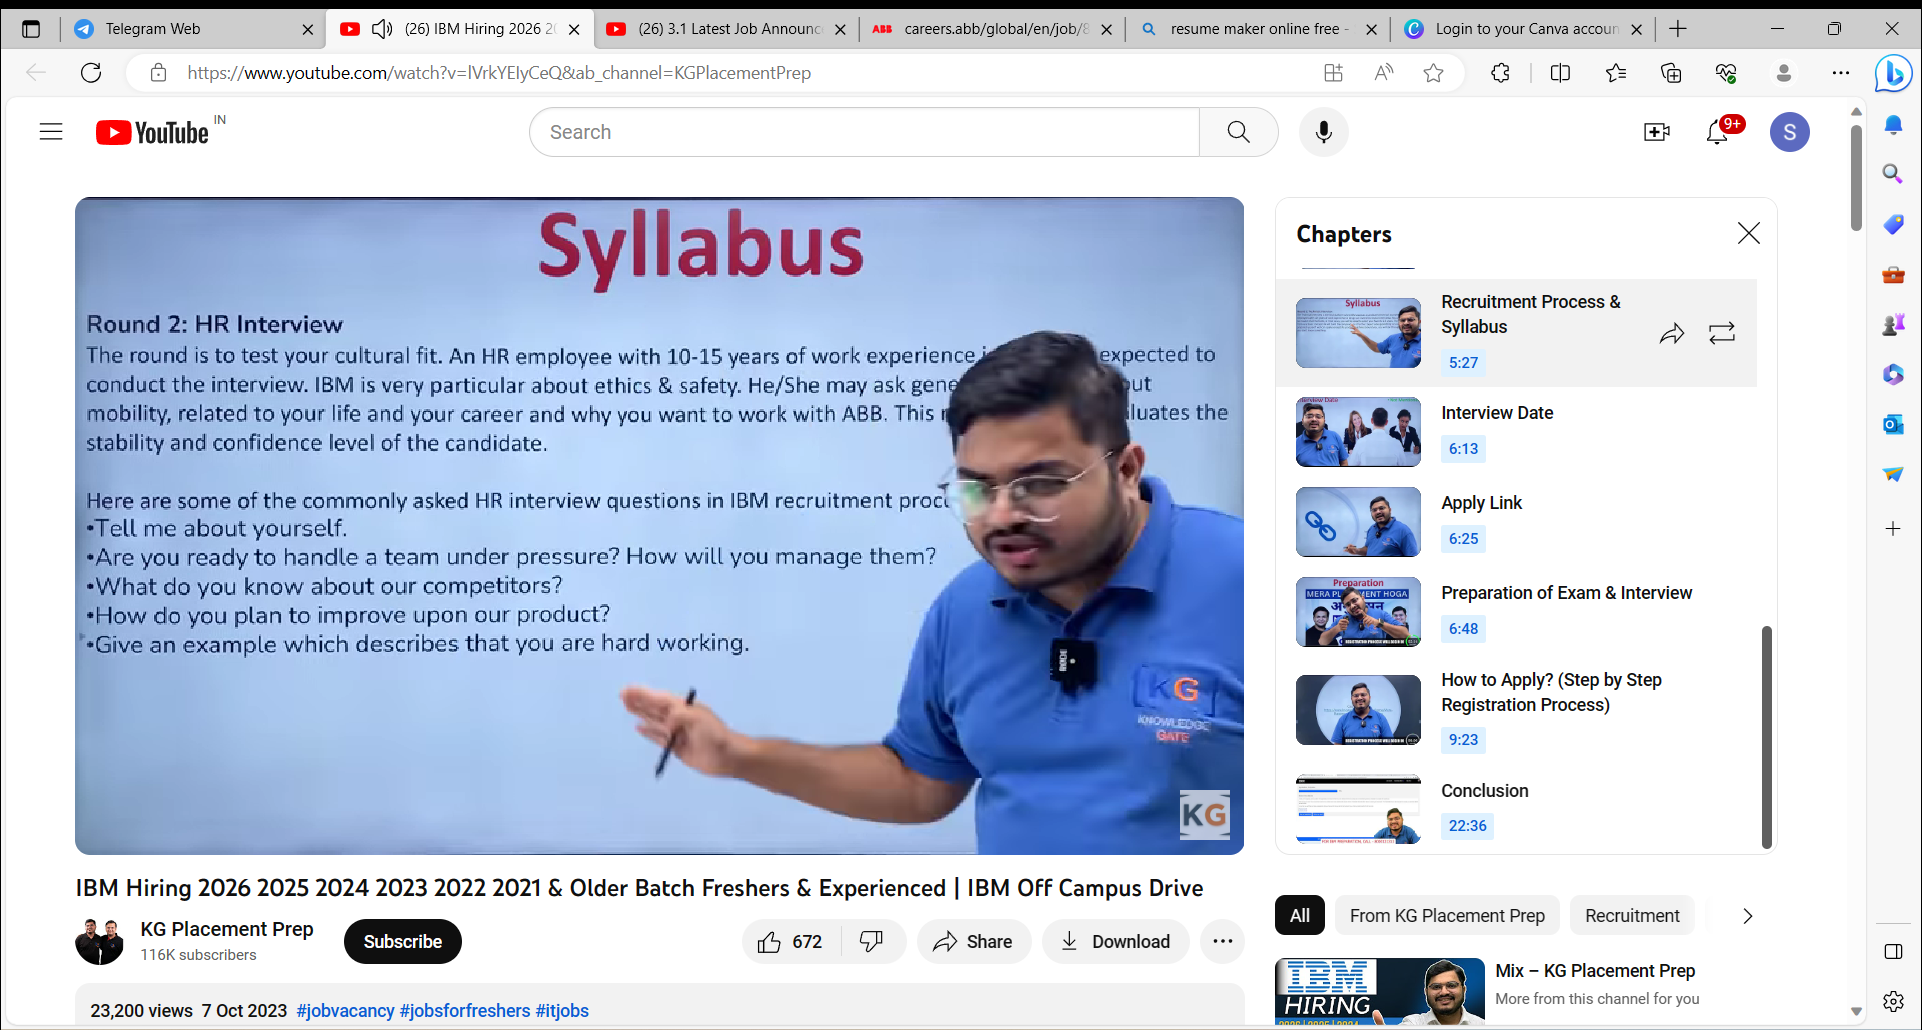 Telegram Web
(26) IBM Hiring 2026 20
(26) 3.1 Latest Job Announc
ABB careers.abb/global/en/job/8
resume maker online free -
Login to your Canva accoun
https://www.youtube.com/watch?v=lVrkYEIyCeQ&ab_channel=KGPlacementPrep
YouTube IN
Search
9+
S
Syllabus
Round 2: HR Interview
The round is to test your cultural fit. An HR employee with 10-15 years of work experience expected to
conduct the interview. IBM is very particular about ethics & safety. He/She may ask gene out
mobility, related to your life and your career and why you want to work with ABB. This luates the
stability and confidence level of the candidate.
Here are some of the commonly asked HR interview questions in IBM recruitment proc
•Tell me about yourself.
•Are you ready to handle a team under pressure? How will you manage them?
•What do you know about our competitors?
•How do you plan to improve upon our product?
•Give an example which describes that you are hard working.
RODE
KG
KNOWLEDGE
GATE
KG
Chapters
Syllabus
Recruitment Process &
Syllabus
5:27
Interview Date
Interview Date
6:13
Apply Link
6:25
Preparation
MERA PLACEMENT HOGA
Preparation of Exam & Interview
6:48
How to Apply? (Step by Step
Registration Process)
9:23
Conclusion
22:36
IBM Hiring 2026 2025 2024 2023 2022 2021 & Older Batch Freshers & Experienced | IBM Off Campus Drive
KG Placement Prep
116K subscribers
Subscribe
672
Share
Download
23,200 views 7 Oct 2023 #jobvacancy #jobsforfreshers #itjobs
All
From KG Placement Prep
Recruitment
IBM
HIRING
Mix – KG Placement Prep
More from this channel for you